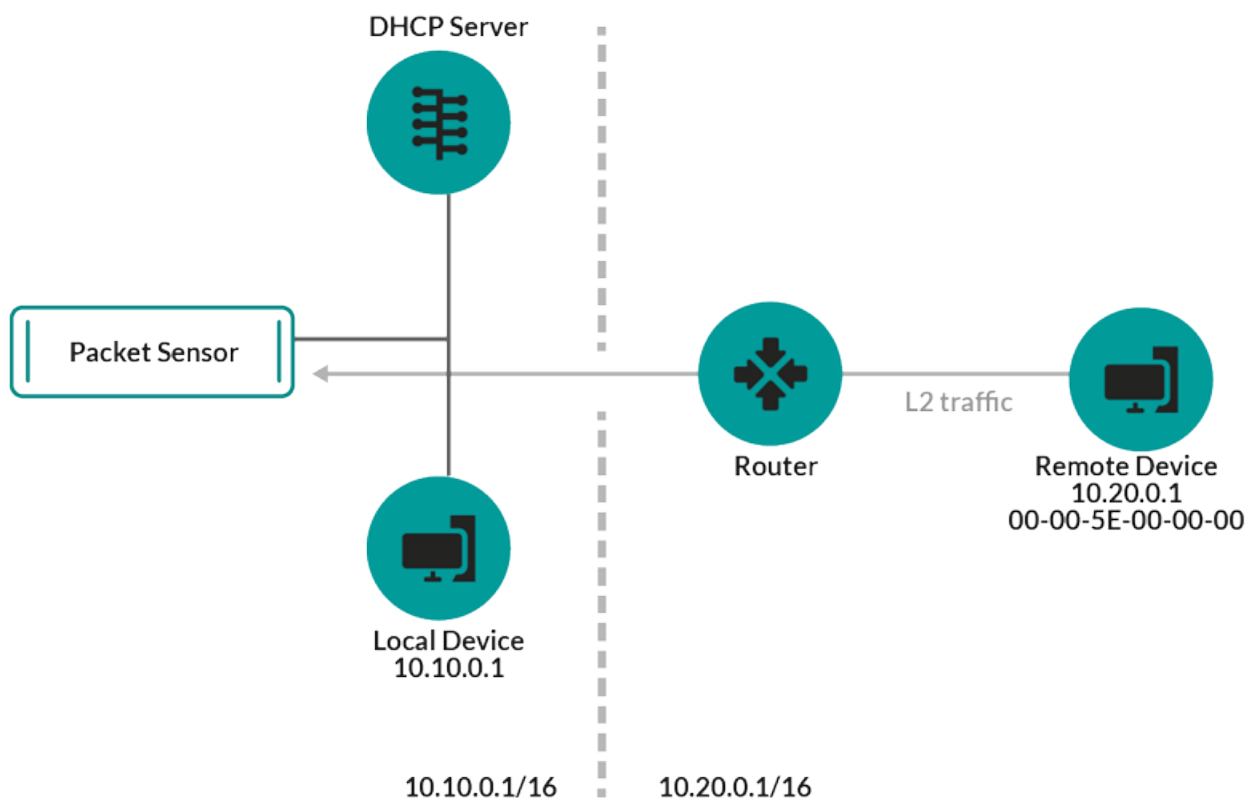 DHCP Server
Packet Sensor
L2 traffic
Router
Remote Device
10.20.0.1
00-00-5E-00-00-00
Local Device
10.10.0.1
10.10.0.1/16
10.20.0.1/16